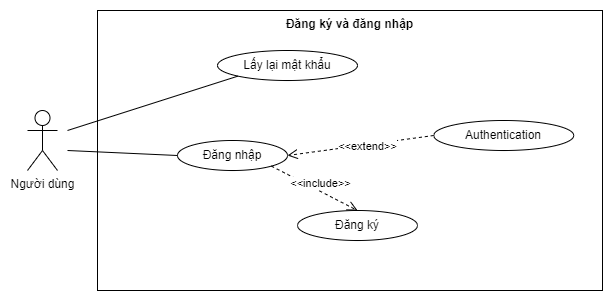 Đăng ký và đăng nhập
Lấy lại mật khẩu
Authentication
<<extend>>
Đăng nhập
<<include>>
Người dùng
Đăng ký